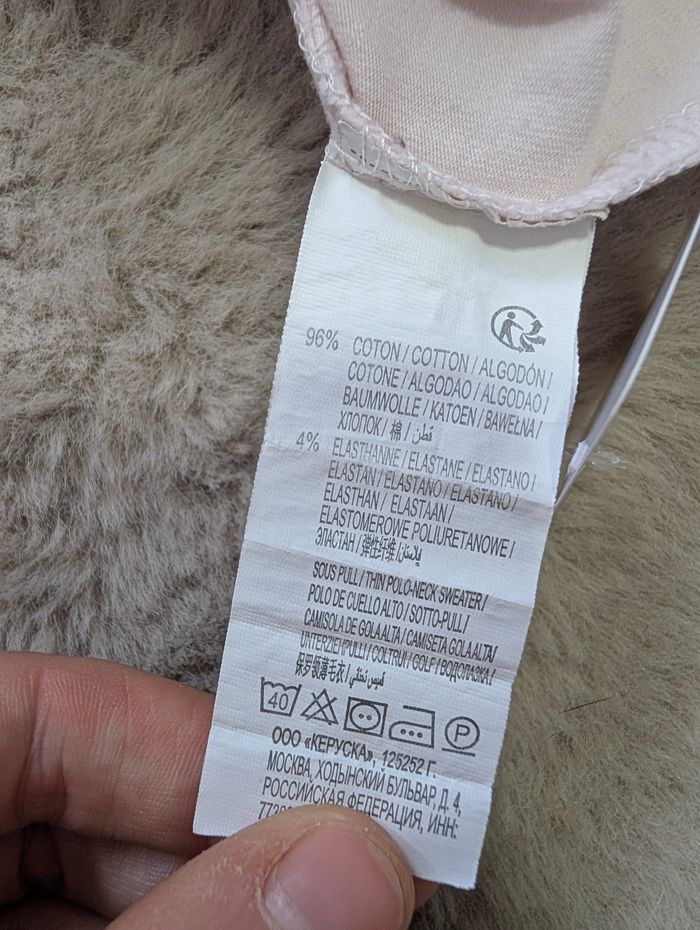 96% COTON / COTTON / ALGODÓN /
COTONE / ALGODAO / ALGODAO /
BAUMWOLLE / KATOEN / BAWEŁNA /
ХЛОПОК / 棉 / قطن /
4% ELASTHANNE / ELASTANE / ELASTANO /
ELASTAN / ELASTANO / ELASTANO /
ELASTHAN / ELASTAAN /
ELASTOMEROWE POLIURETANOWE /
ЭЛАСТАН / 弹性纤维 / إيلاستان /
SOUS PULL / THIN POLO-NECK SWEATER /
POLO DE CUELLO ALTO / SOTTO-PULL /
CAMISOLA DE GOLA ALTA / CAMISETA GOLA ALTA /
UNTERZIEHPULLI / COLTRUI / GOLF / ВОДОЛАЗКА /
保罗领薄毛衣 / قميص تحتي /
40 P
ООО «КЕРУСКА», 125252 Г.
МОСКВА, ХОДЫНСКИЙ БУЛЬВАР, Д. 4,
РОССИЙСКАЯ ФЕДЕРАЦИЯ, ИНН: